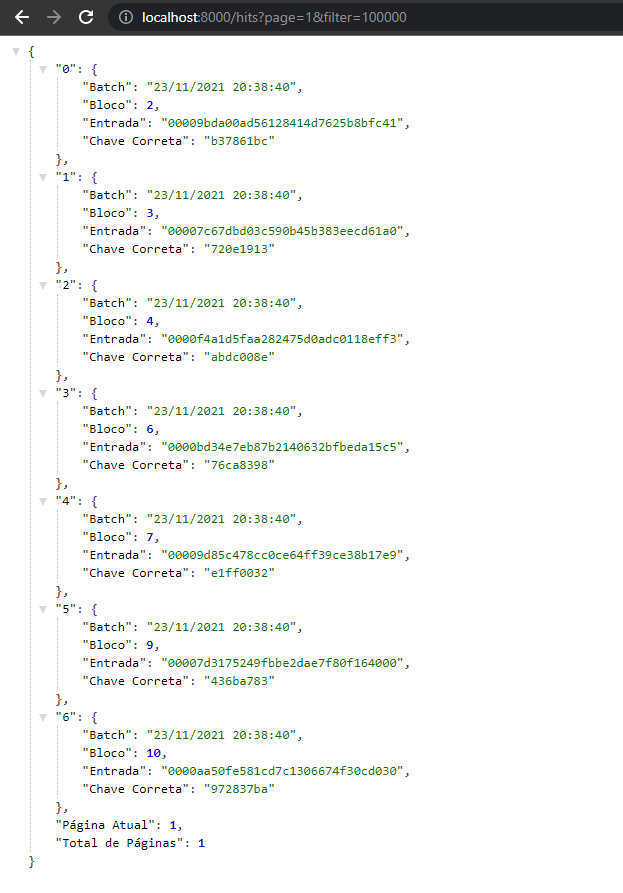 localhost:8000/hits?page=1&filter=100000
{
"0": {
"Batch": "23/11/2021 20:38:40",
"Bloco": 2,
"Entrada": "00009bda00ad56128414d7625b8bfc41",
"Chave Correta": "b37861bc"
},
"1": {
"Batch": "23/11/2021 20:38:40",
"Bloco": 3,
"Entrada": "00007c67dbd03c590b45b383eecd61a0",
"Chave Correta": "720e1913"
},
"2": {
"Batch": "23/11/2021 20:38:40",
"Bloco": 4,
"Entrada": "0000f4a1d5faa282475d0adc0118eff3",
"Chave Correta": "abdc008e"
},
"3": {
"Batch": "23/11/2021 20:38:40",
"Bloco": 6,
"Entrada": "0000bd34e7eb87b2140632bfbeda15c5",
"Chave Correta": "76ca8398"
},
"4": {
"Batch": "23/11/2021 20:38:40",
"Bloco": 7,
"Entrada": "00009d85c478cc0ce64ff39ce38b17e9",
"Chave Correta": "e1ff0032"
},
"5": {
"Batch": "23/11/2021 20:38:40",
"Bloco": 9,
"Entrada": "00007d3175249fbbe2dae7f80f164000",
"Chave Correta": "436ba783"
},
"6": {
"Batch": "23/11/2021 20:38:40",
"Bloco": 10,
"Entrada": "0000aa50fe581cd7c1306674f30cd030",
"Chave Correta": "972837ba"
},
"Página Atual": 1,
"Total de Páginas": 1
}